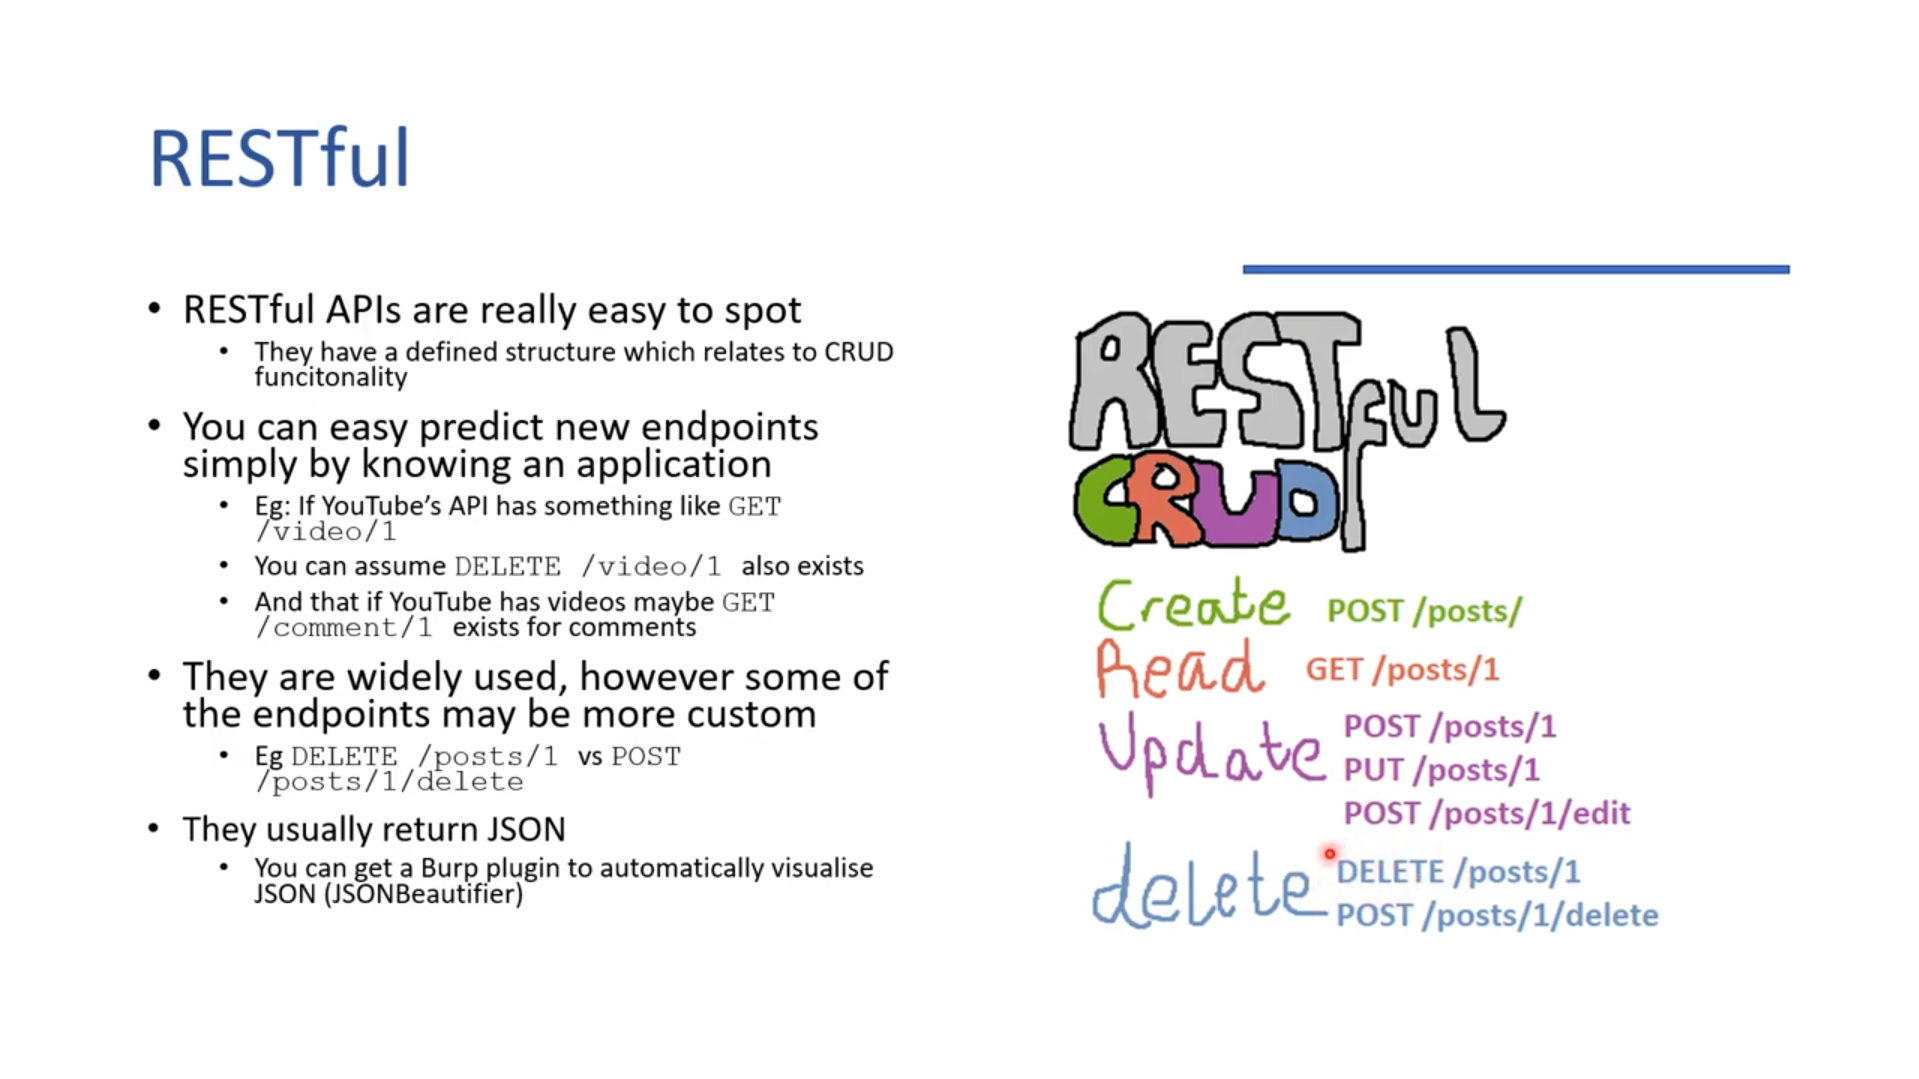 RESTful
• RESTful APIs are really easy to spot
• They have a defined structure which relates to CRUD
funcitonality
• You can easy predict new endpoints
simply by knowing an application
• Eg: If YouTube’s API has something like GET
/video/1
• You can assume DELETE /video/1 also exists
• And that if YouTube has videos maybe GET
/comment/1 exists for comments
• They are widely used, however some of
the endpoints may be more custom
• Eg DELETE /posts/1 vs POST
/posts/1/delete
• They usually return JSON
• You can get a Burp plugin to automatically visualise
JSON (JSONBeautifier)
RESTful
CRUD
Create POST /posts/
Read GET /posts/1
Update POST /posts/1
PUT /posts/1
POST /posts/1/edit
delete DELETE /posts/1
POST /posts/1/delete